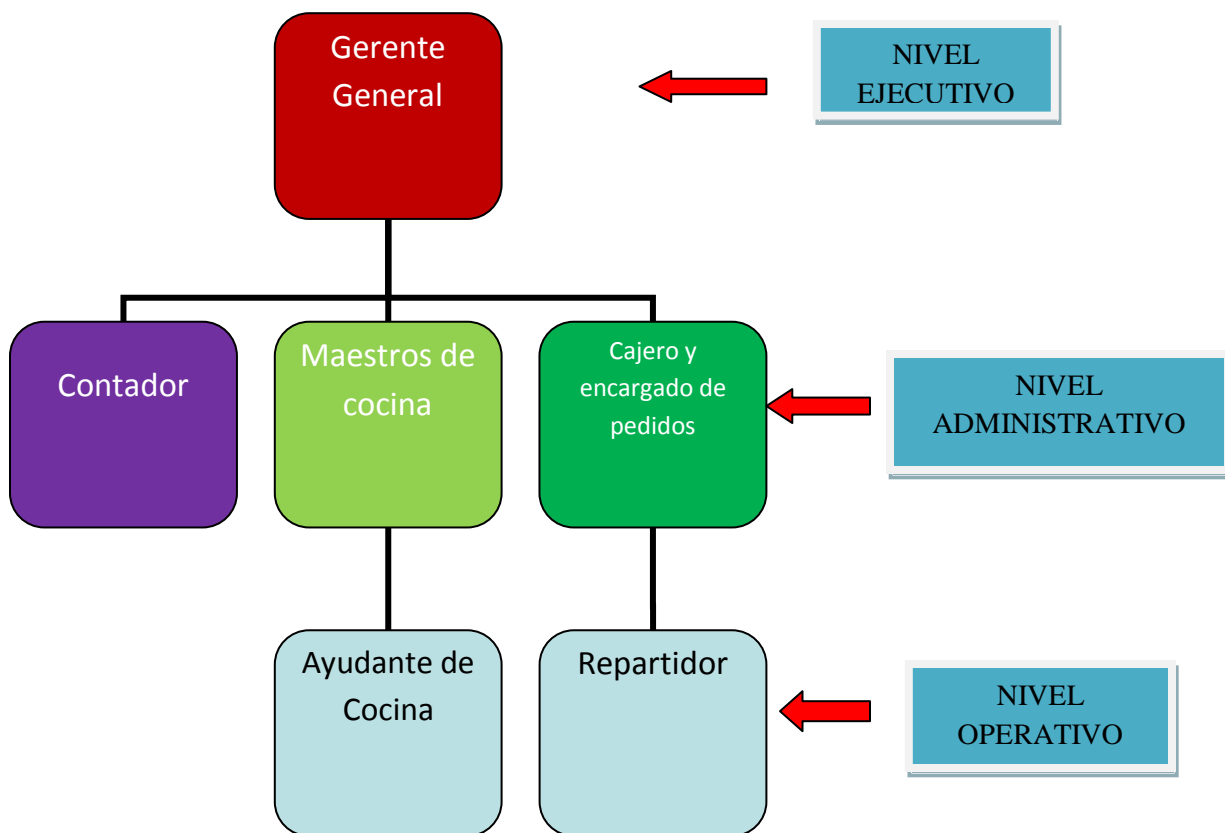 Gerente
General
NIVEL
EJECUTIVO
Contador
Maestros de
cocina
Cajero y
encargado de
pedidos
NIVEL
ADMINISTRATIVO
Ayudante de
Cocina
Repartidor
NIVEL
OPERATIVO